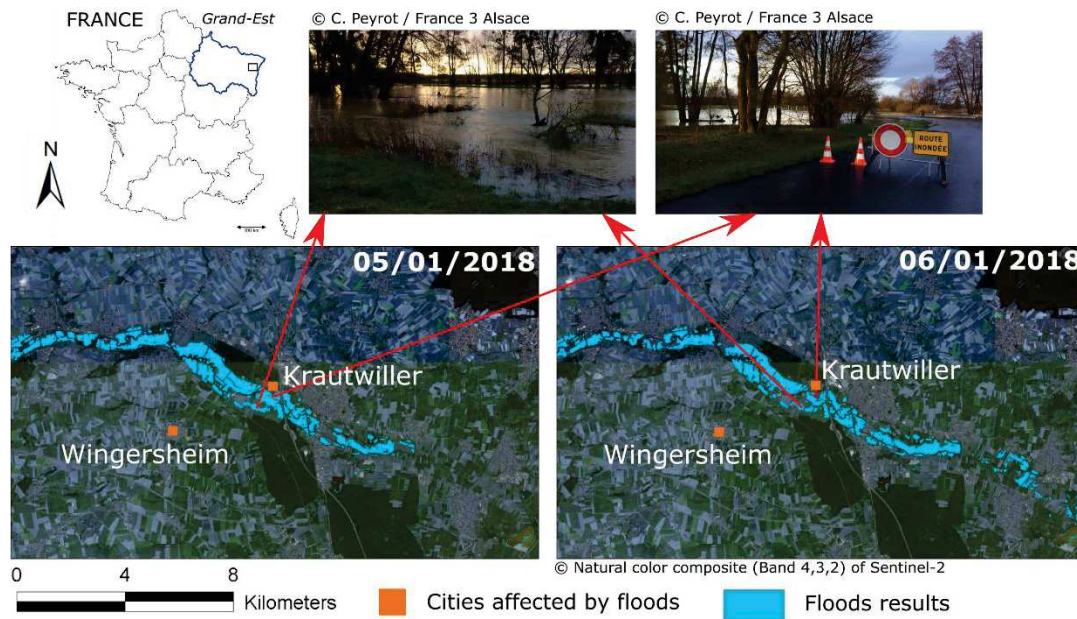 FRANCE
Grand-Est
© C. Peyrot / France 3 Alsace
© C. Peyrot / France 3 Alsace
N
ROUTE
INONDÉE
05/01/2018
06/01/2018
Krautwiller
Krautwiller
Wingersheim
Wingersheim
© Natural color composite (Band 4,3,2) of Sentinel-2
0 4 8
Kilometers
Cities affected by floods
Floods results